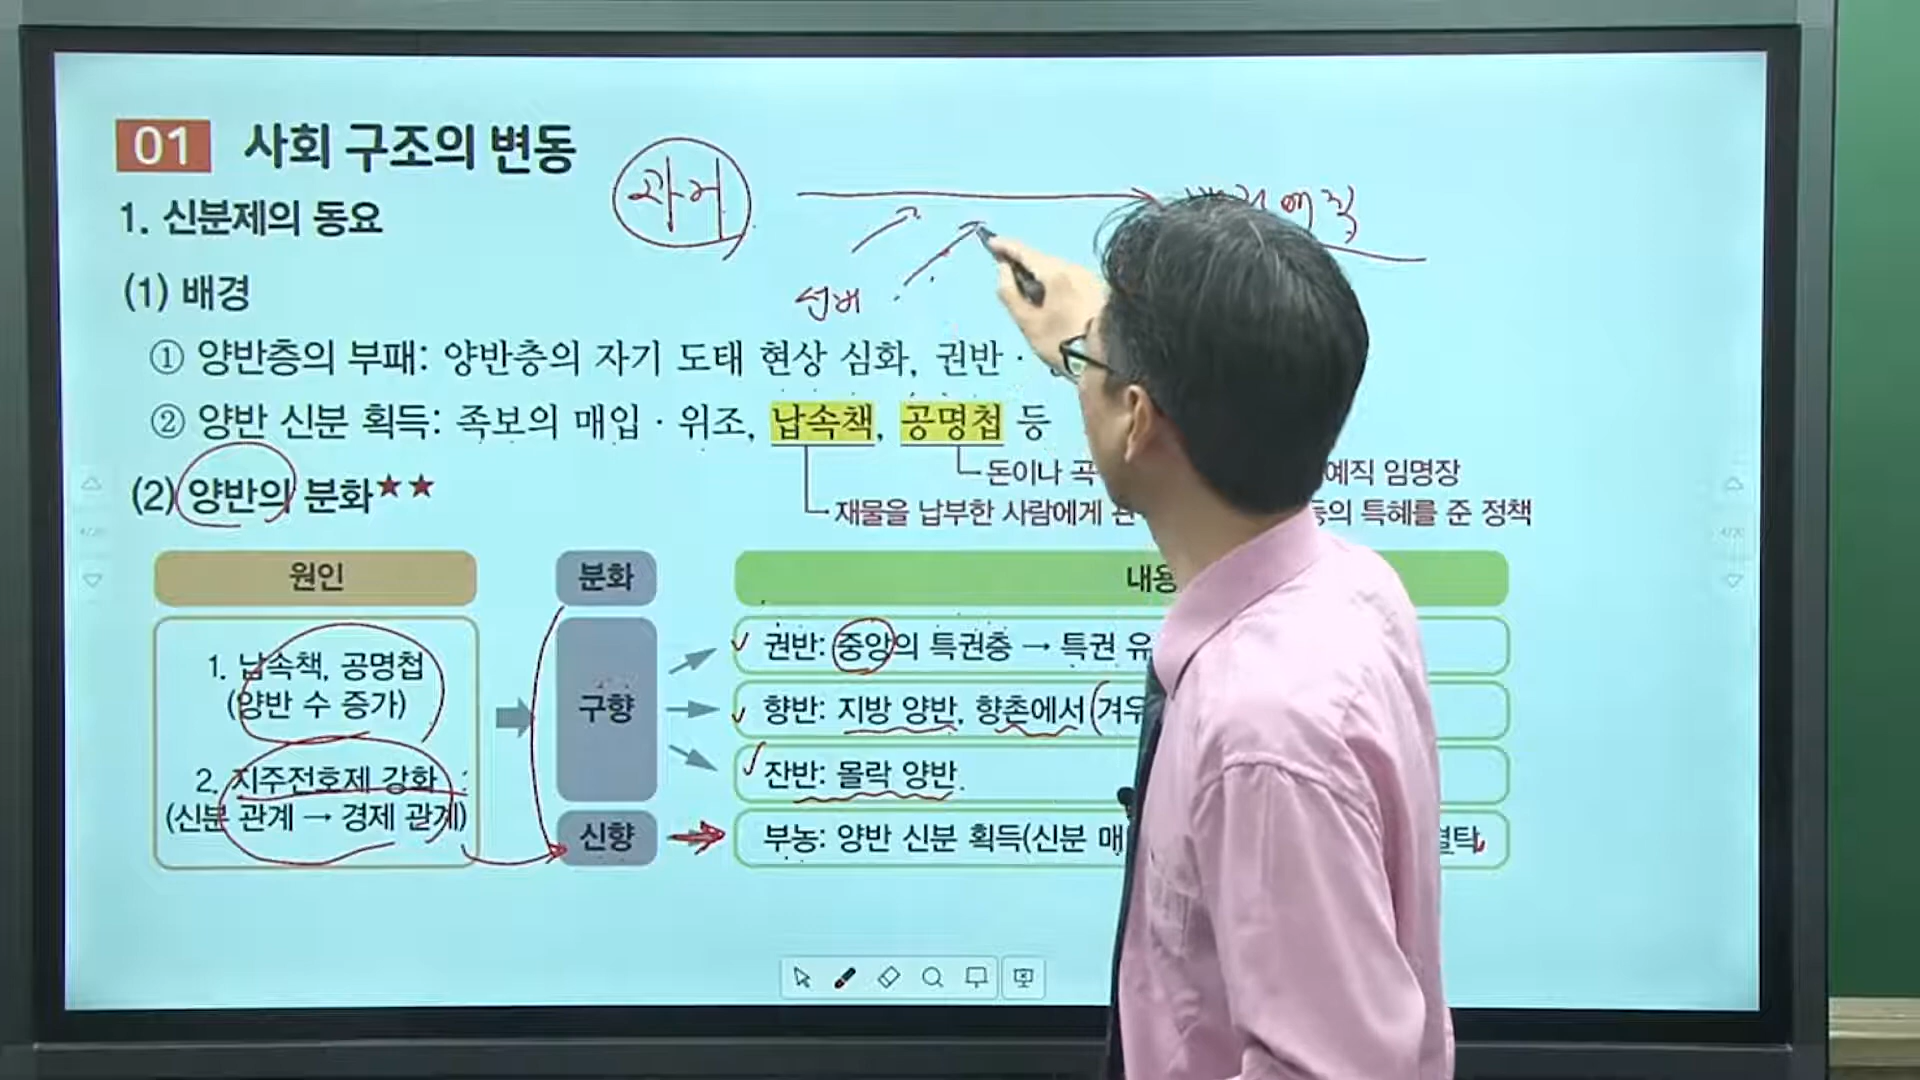 01 사회 구조의 변동
과거
1. 신분제의 동요
(1) 배경
선비
① 양반층의 부패: 양반층의 자기 도태 현상 심화, 권반 ·
② 양반 신분 획득: 족보의 매입 · 위조, 납속책, 공명첩 등
돈이나 곡 예직 임명장
재물을 납부한 사람에게 등의 특혜를 준 정책
(2) 양반의 분화★★
원인 분화 내용
1. 납속책, 공명첩
(양반 수 증가)
2. 지주전호제 강화
(신분 관계 → 경제 관계)
구향
신향
권반: 중앙의 특권층 → 특권 유
향반: 지방 양반, 향촌에서 겨우
잔반: 몰락 양반
부농: 양반 신분 획득(신분 매 결탁